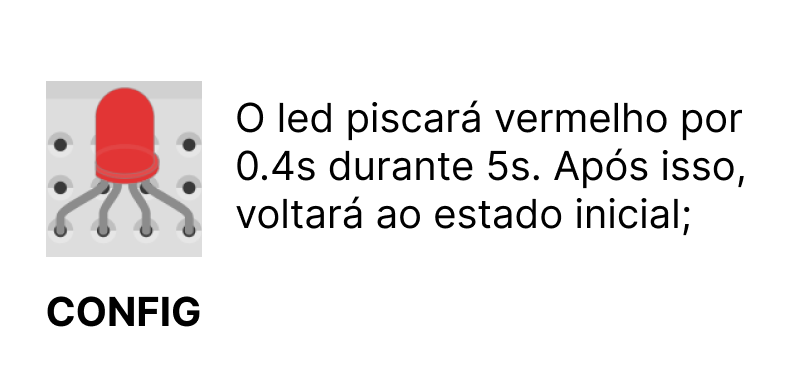 O led piscará vermelho por
0.4s durante 5s. Após isso,
voltará ao estado inicial;
CONFIG